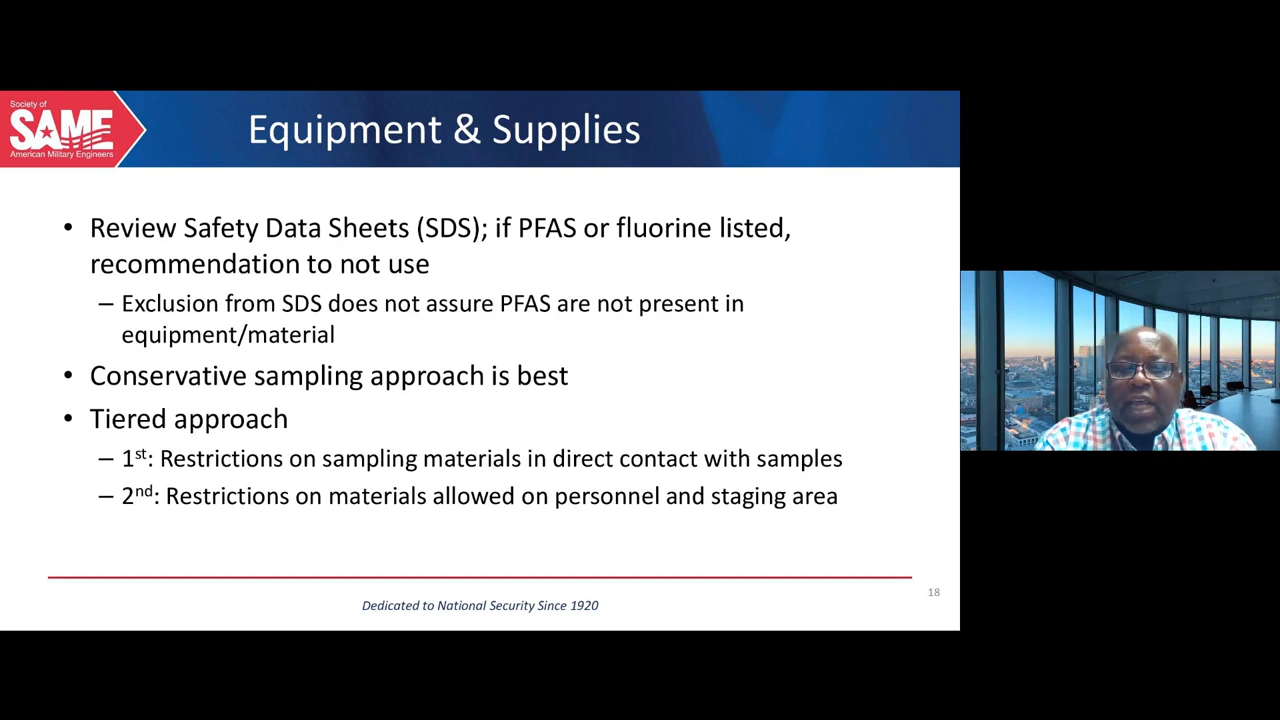 Society of
SAME
American Military Engineers
Equipment & Supplies
• Review Safety Data Sheets (SDS); if PFAS or fluorine listed,
recommendation to not use
– Exclusion from SDS does not assure PFAS are not present in
equipment/material
• Conservative sampling approach is best
• Tiered approach
– 1st: Restrictions on sampling materials in direct contact with samples
– 2nd: Restrictions on materials allowed on personnel and staging area
18
Dedicated to National Security Since 1920